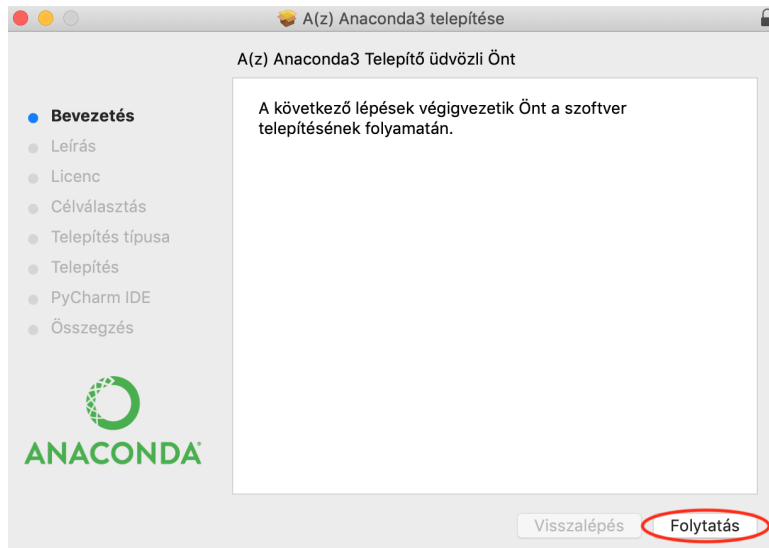 A(z) Anaconda3 telepítése
A(z) Anaconda3 Telepítő üdvözli Önt
Bevezetés
Leírás
Licenc
Célválasztás
Telepítés típusa
Telepítés
PyCharm IDE
Összegzés
A következő lépések végigvezetik Önt a szoftver
telepítésének folyamatán.
ANACONDA
Visszalépés
Folytatás